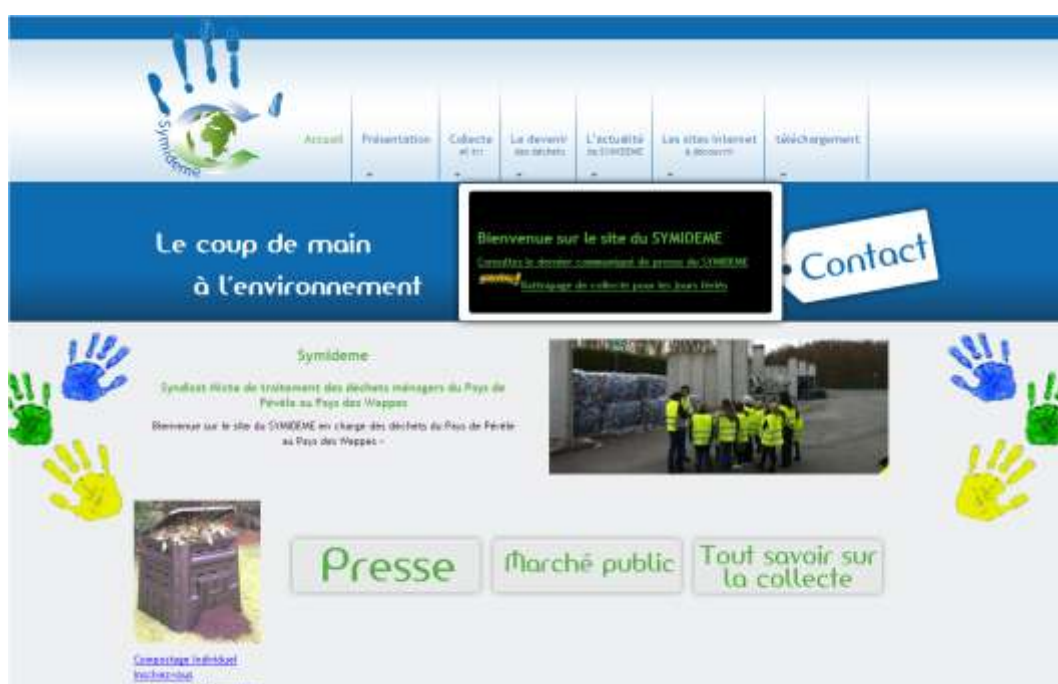 Symideme
Accueil
Présentation
Collecte
et tri
Le devenir
des déchets
L'actualité
du SYMIDEME
Les sites internet
à découvrir
téléchargement
Le coup de main
à l'environnement
Bienvenue sur le site du SYMIDEME
Consultez le dernier communiqué de presse du SYMIDEME
Rattrapage de collecte pour les jours fériés
Contact
Symideme
Syndicat Mixte de traitement des déchets ménagers du Pays de
Pévèle au Pays des Weppes
Bienvenue sur le site du SYMIDEME en charge des déchets du Pays de Pévèle
au Pays des Weppes -
Presse
Marché public
Tout savoir sur
la collecte
Compostage Individuel
Inscrivez-vous